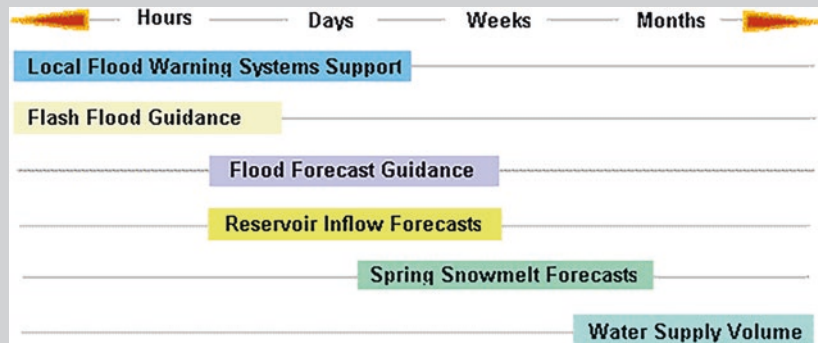 Hours Days Weeks Months
Local Flood Warning Systems Support
Flash Flood Guidance
Flood Forecast Guidance
Reservoir Inflow Forecasts
Spring Snowmelt Forecasts
Water Supply Volume